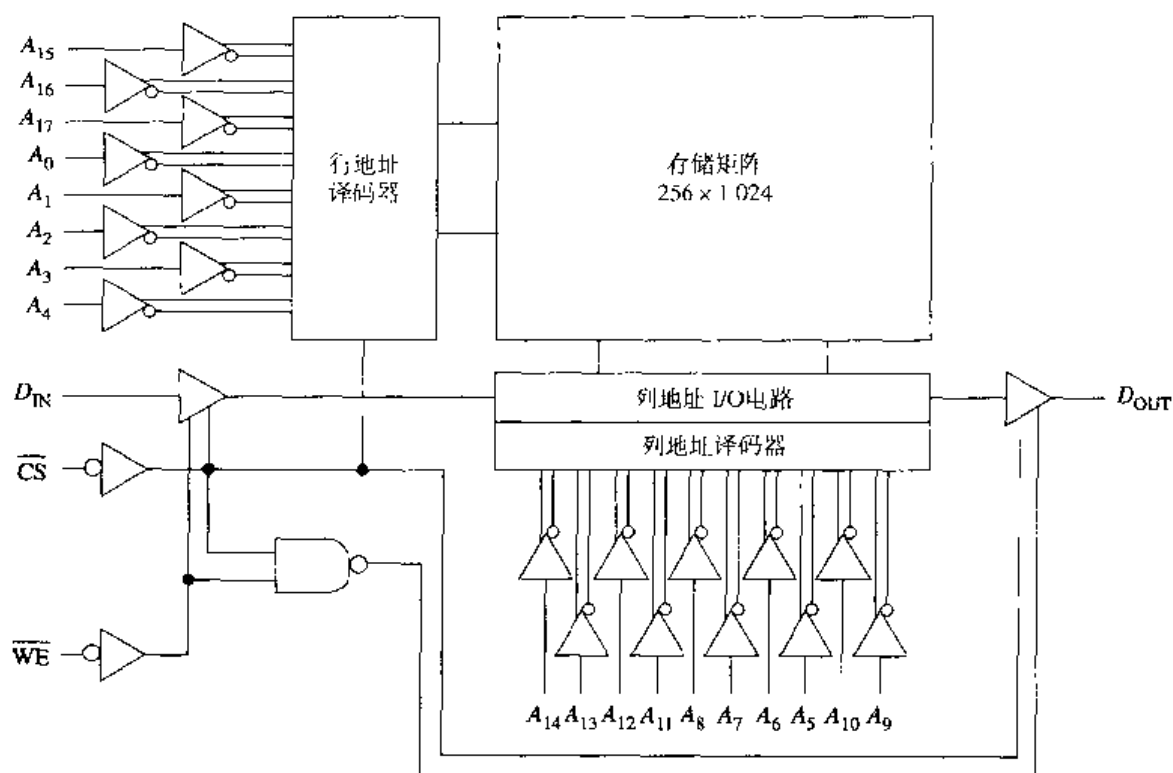 A15
A16
A17
A0
A1
A2
A3
A4
行地址
译码器
存储矩阵
256 × 1 024
DIN
列地址 I/O电路
DOUT
列地址译码器
CS
WE
A14 A13 A12 A11 A8 A7 A6 A5 A10 A9